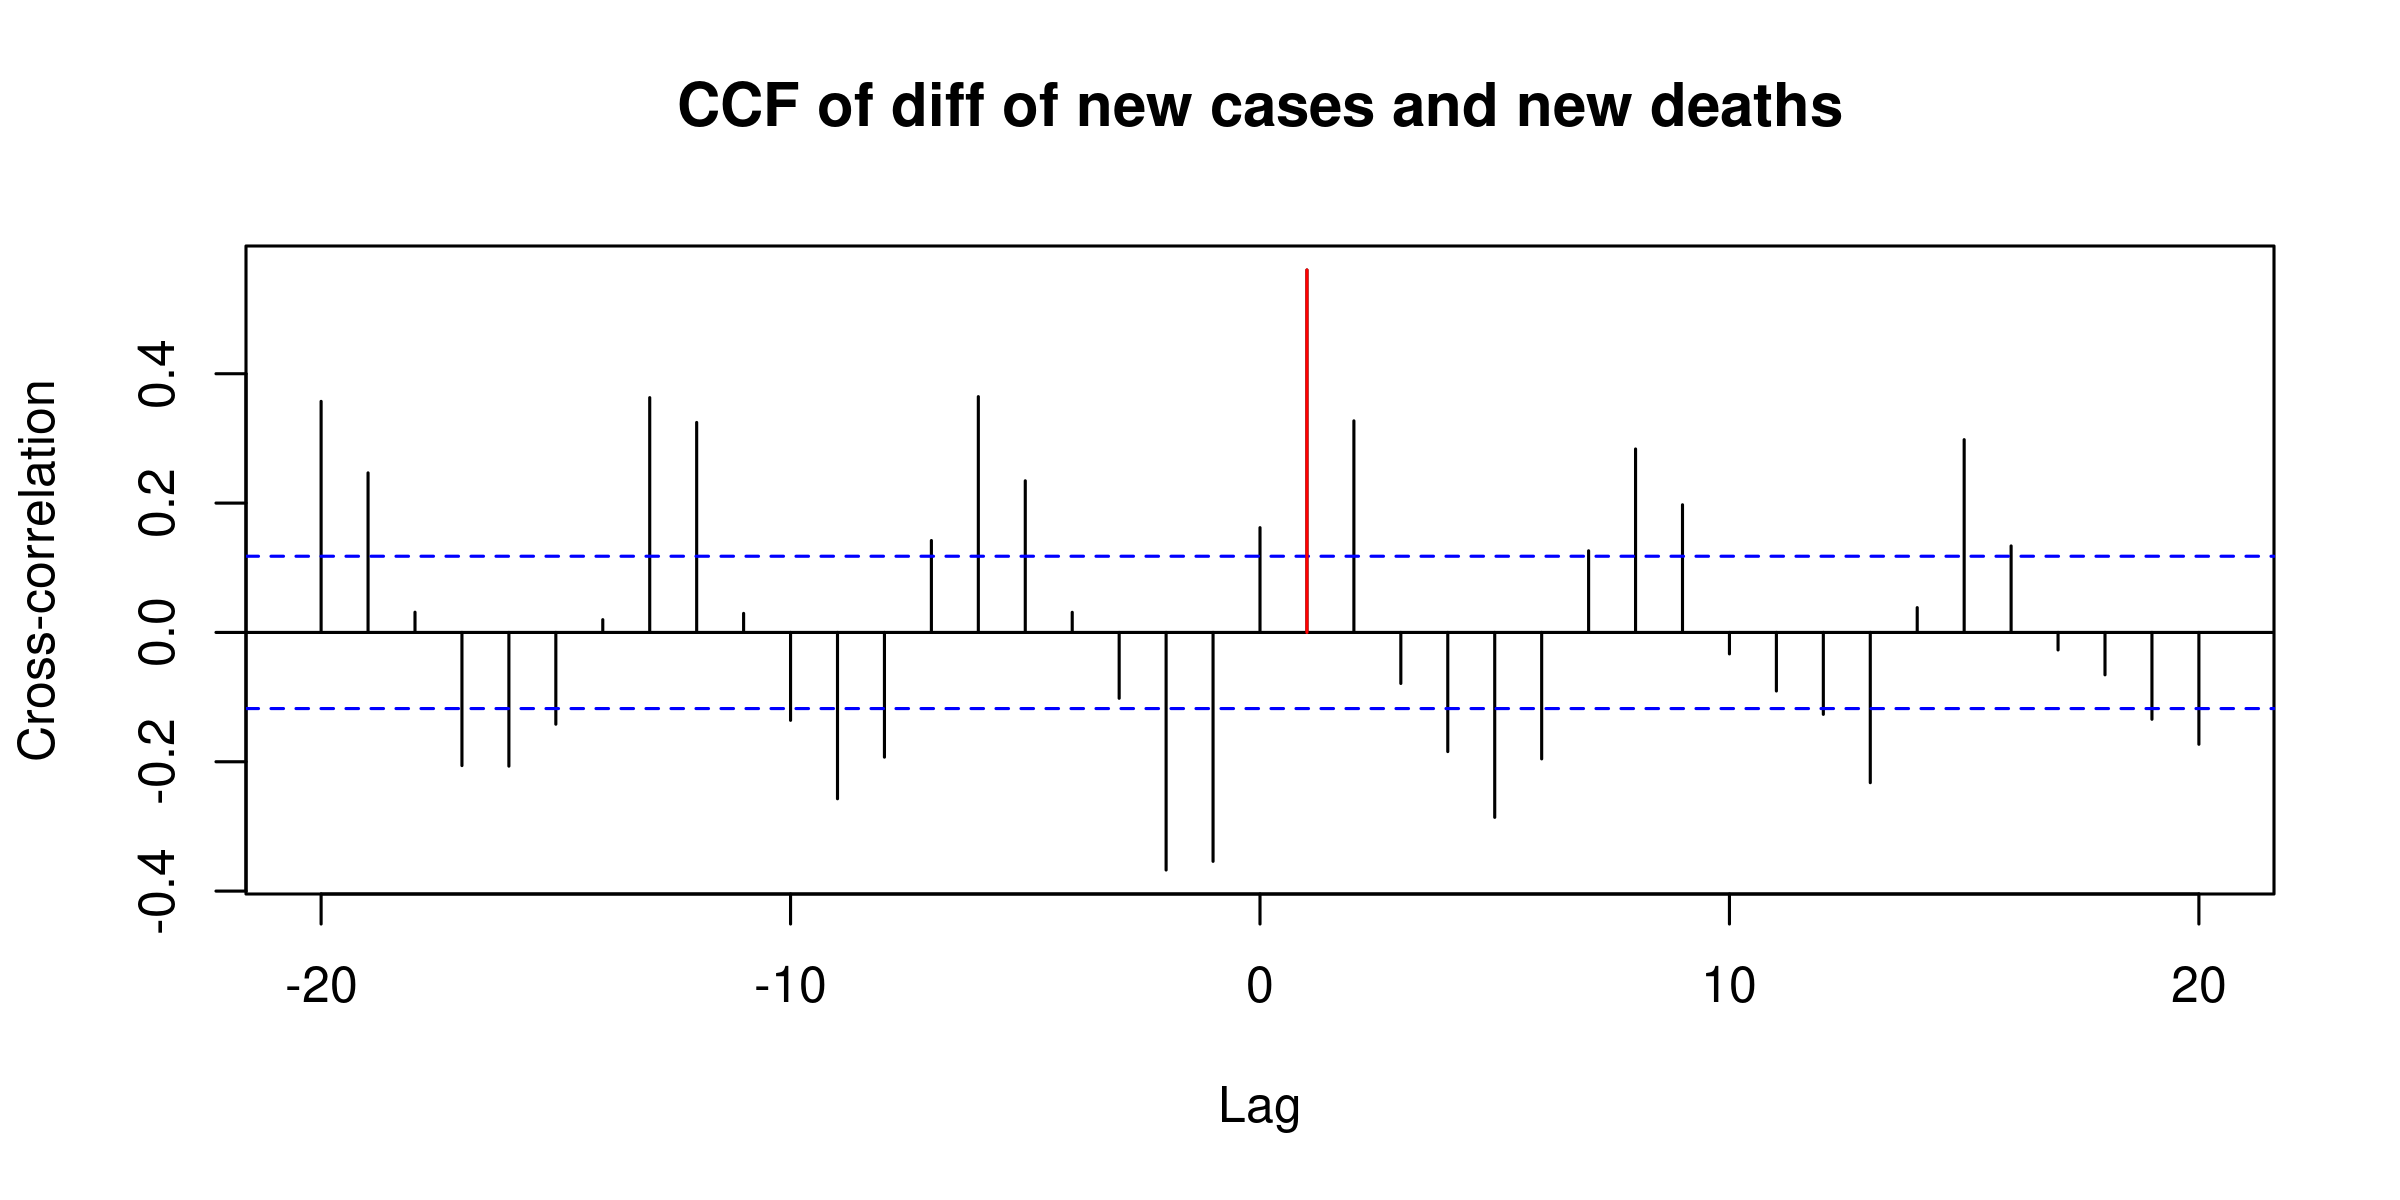 CCF of diff of new cases and new deaths
Cross-correlation
0.4
0.2
0.0
-0.2
-0.4
-20 -10 0 10 20
Lag